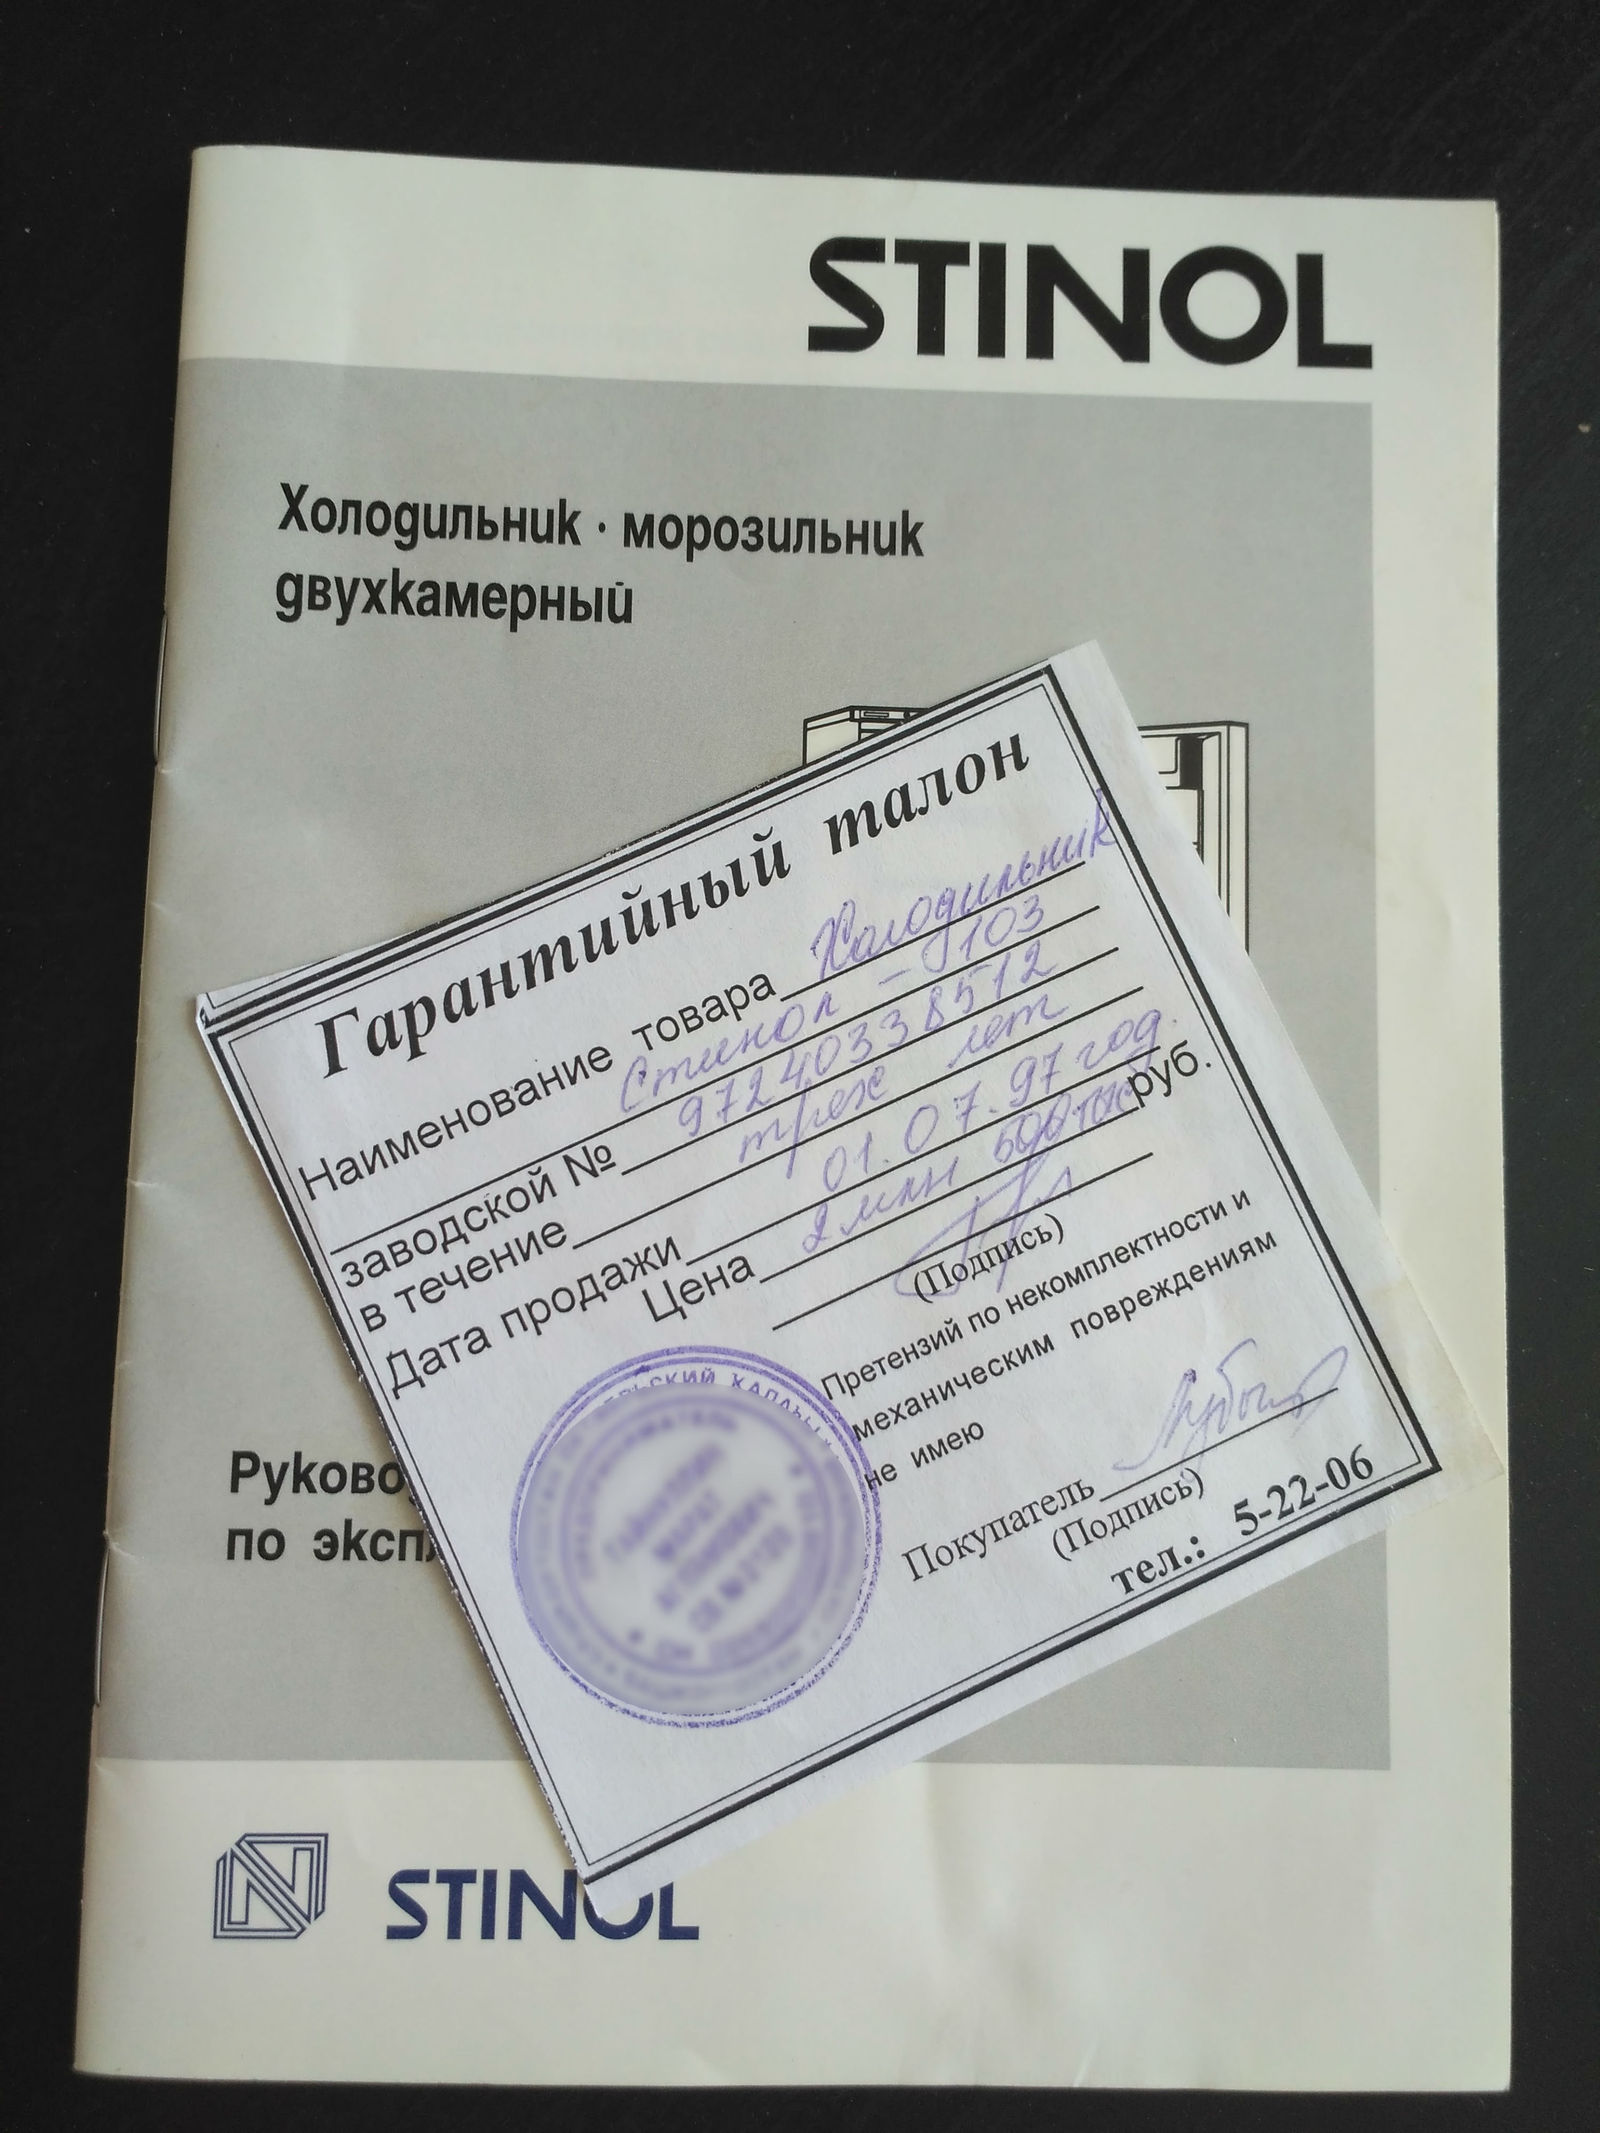 STINOL
Холодильник · морозильник
двухкамерный
Гарантийный талон
Наименование товара Холодильник
Стинол - 103
заводской № 9724033 8512
в течение трех лет
Дата продажи 01.07.97 год.
Цена 2 млн 500 тыс руб.
(Подпись)
Претензий по некомплектности и
механическим повреждениям
не имею
Покупатель
(Подпись)
тел.: 5-22-06
Руково
по экспл
STINOL